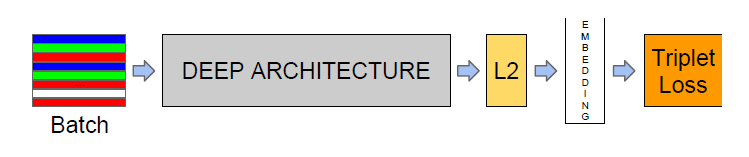 Batch
DEEP ARCHITECTURE
L2
EMBEDDING
Triplet
Loss